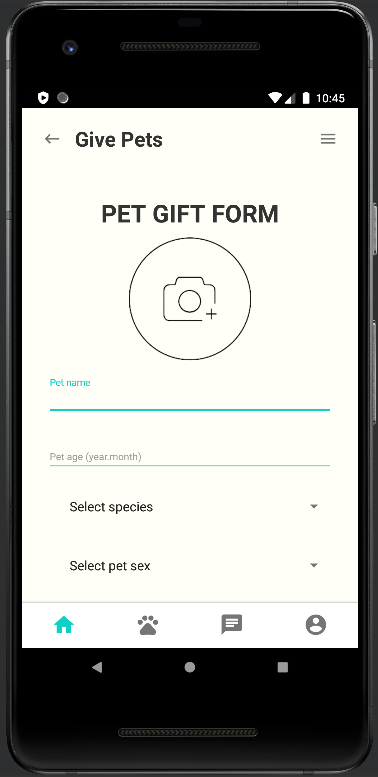 10:45
Give Pets
PET GIFT FORM
Pet name
Pet age (year.month)
Select species
Select pet sex